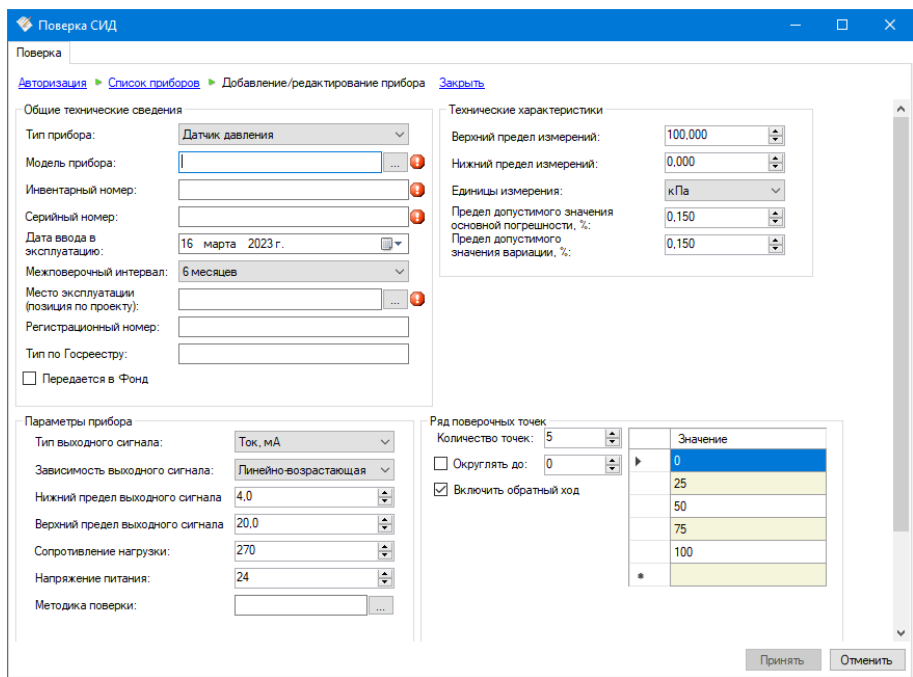 Поверка СИД
Поверка
Авторизация Список приборов Добавление/редактирование прибора Закрыть
Общие технические сведения
Тип прибора: Датчик давления
Модель прибора: ...
Инвентарный номер:
Серийный номер:
Дата ввода в
эксплуатацию: 16 марта 2023 г.
Межповерочный интервал: 6 месяцев
Место эксплуатации
(позиция по проекту): ...
Регистрационный номер:
Тип по Госреестру:
Передается в Фонд
Технические характеристики
Верхний предел измерений: 100,000
Нижний предел измерений: 0,000
Единицы измерения: кПа
Предел допустимого значения
основной погрешности, %: 0,150
Предел допустимого
значения вариации, %: 0,150
Параметры прибора
Тип выходного сигнала: Ток, мА
Зависимость выходного сигнала: Линейно-возрастающая
Нижний предел выходного сигнала 4,0
Верхний предел выходного сигнала 20,0
Сопротивление нагрузки: 270
Напряжение питания: 24
Методика поверки: ...
Ряд поверочных точек
Количество точек: 5
Округлять до: 0
Включить обратный ход
Значение
0
25
50
75
100
*
Принять Отменить